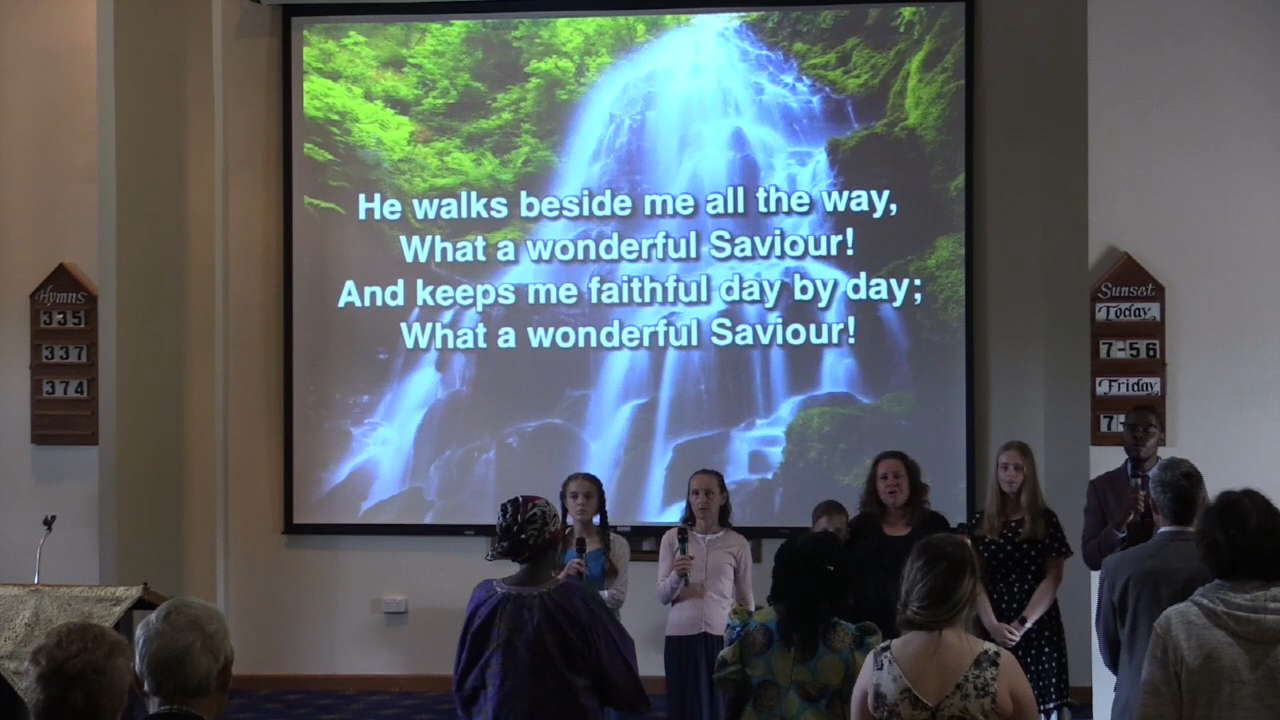 He walks beside me all the way,
What a wonderful Saviour!
And keeps me faithful day by day;
What a wonderful Saviour!
Hymns
335
337
374
Sunset
Today
7-56
Friday